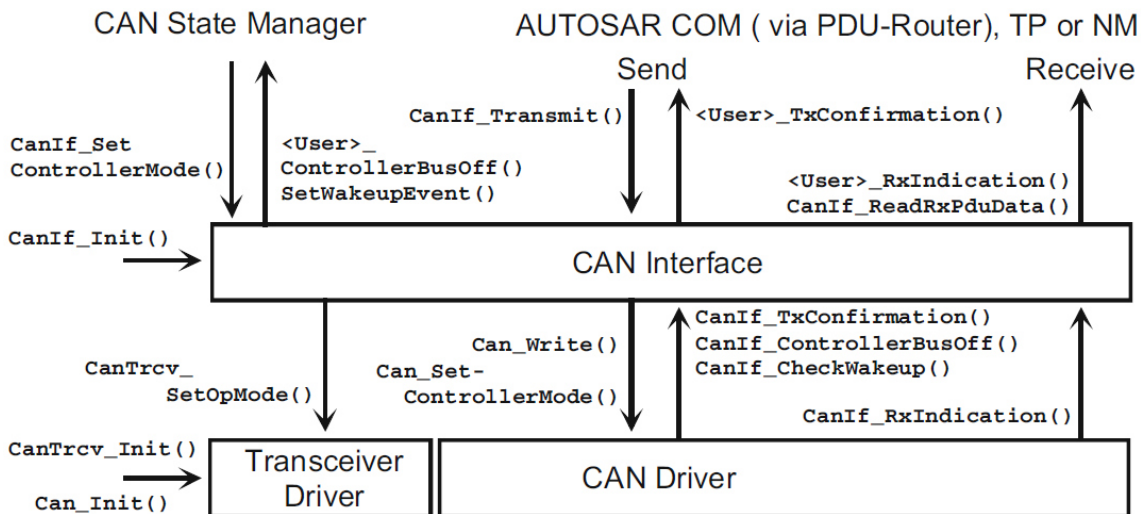 CAN State Manager
AUTOSAR COM ( via PDU-Router), TP or NM
Send
Receive
CanIf_Set
ControllerMode()
<User>_
ControllerBusOff()
SetWakeupEvent()
CanIf_Transmit()
<User>_TxConfirmation()
<User>_RxIndication()
CanIf_ReadRxPduData()
CanIf_Init()
CAN Interface
CanTrcv_
SetOpMode()
Can_Write()
Can_Set-
ControllerMode()
CanIf_TxConfirmation()
CanIf_ControllerBusOff()
CanIf_CheckWakeup()
CanIf_RxIndication()
CanTrcv_Init()
Can_Init()
Transceiver
Driver
CAN Driver